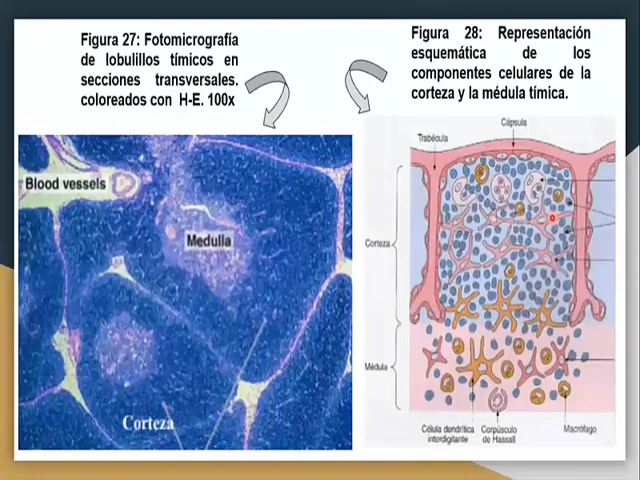 Figura 27: Fotomicrografía
de lobulillos tímicos en
secciones transversales.
coloreados con H-E. 100x
Figura 28: Representación
esquemática de los
componentes celulares de la
corteza y la médula tímica.
Blood vessels
Medulla
Corteza
Cápsula
Trabécula
Corteza
Médula
Célula dendrítica
interdigitante
Corpúsculo
de Hassall
Macrófago